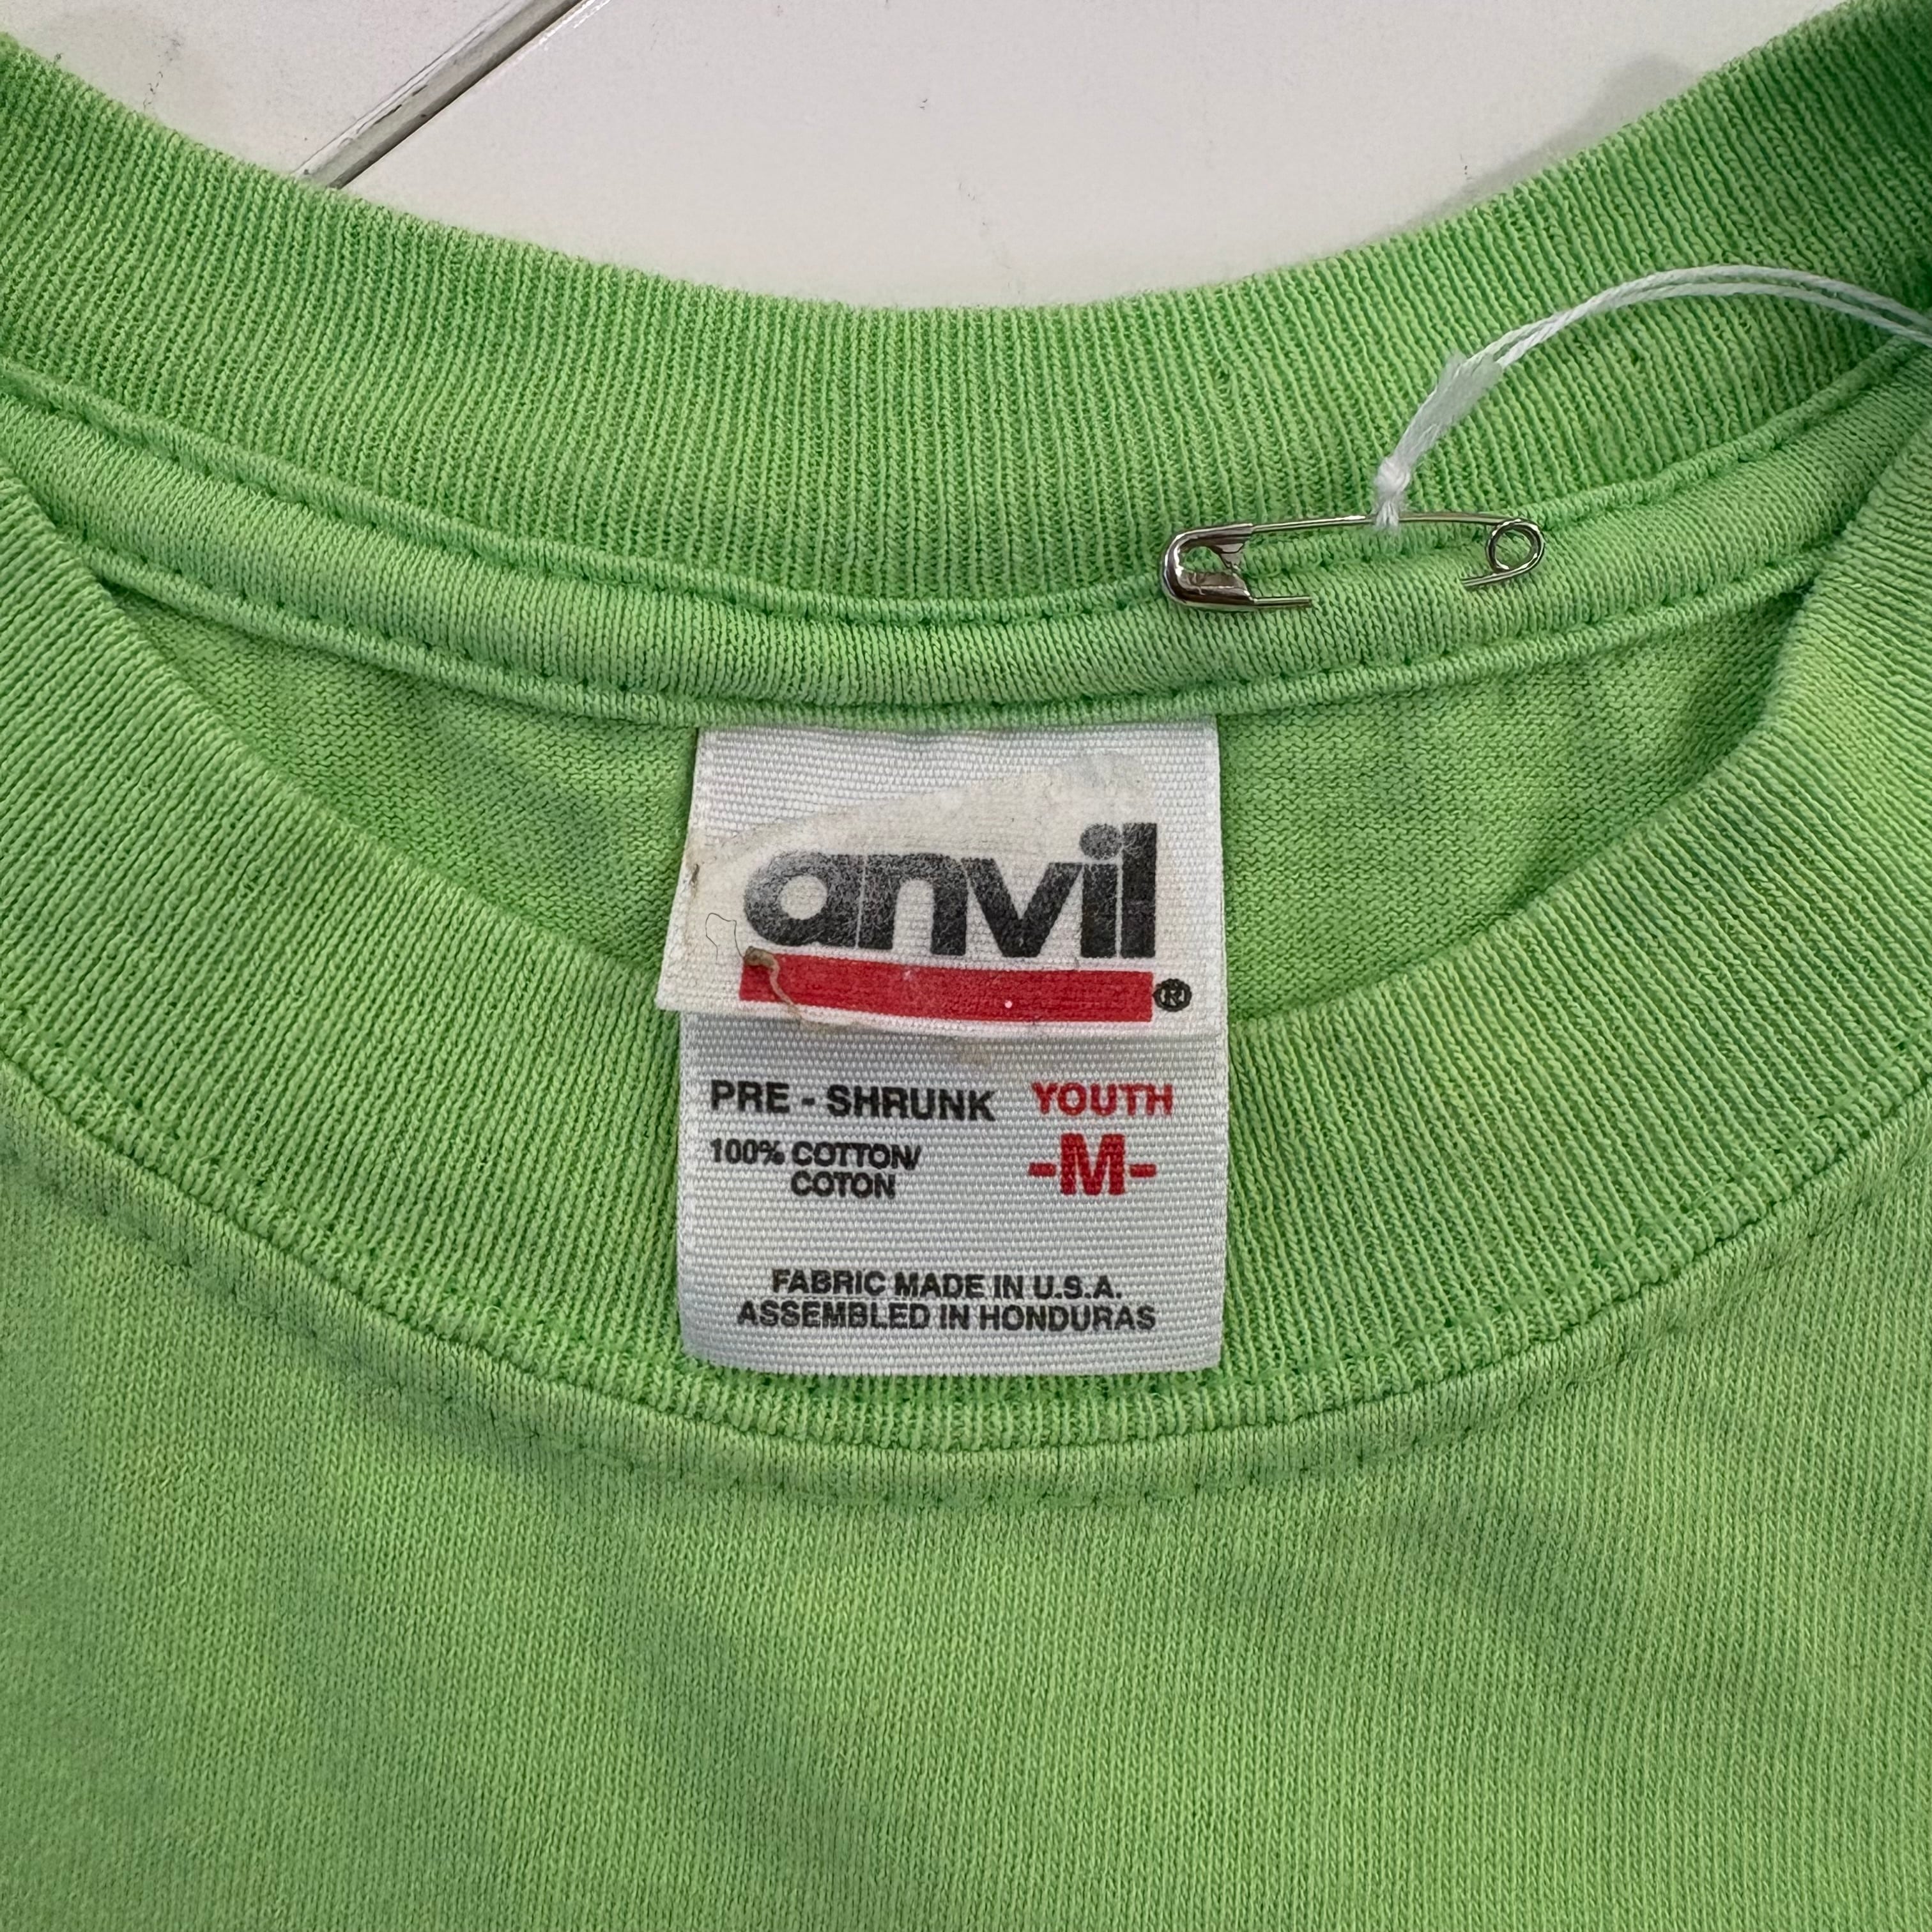 anvil®
PRE - SHRUNK YOUTH
100% COTTON/ -M-
COTON
FABRIC MADE IN U.S.A.
ASSEMBLED IN HONDURAS